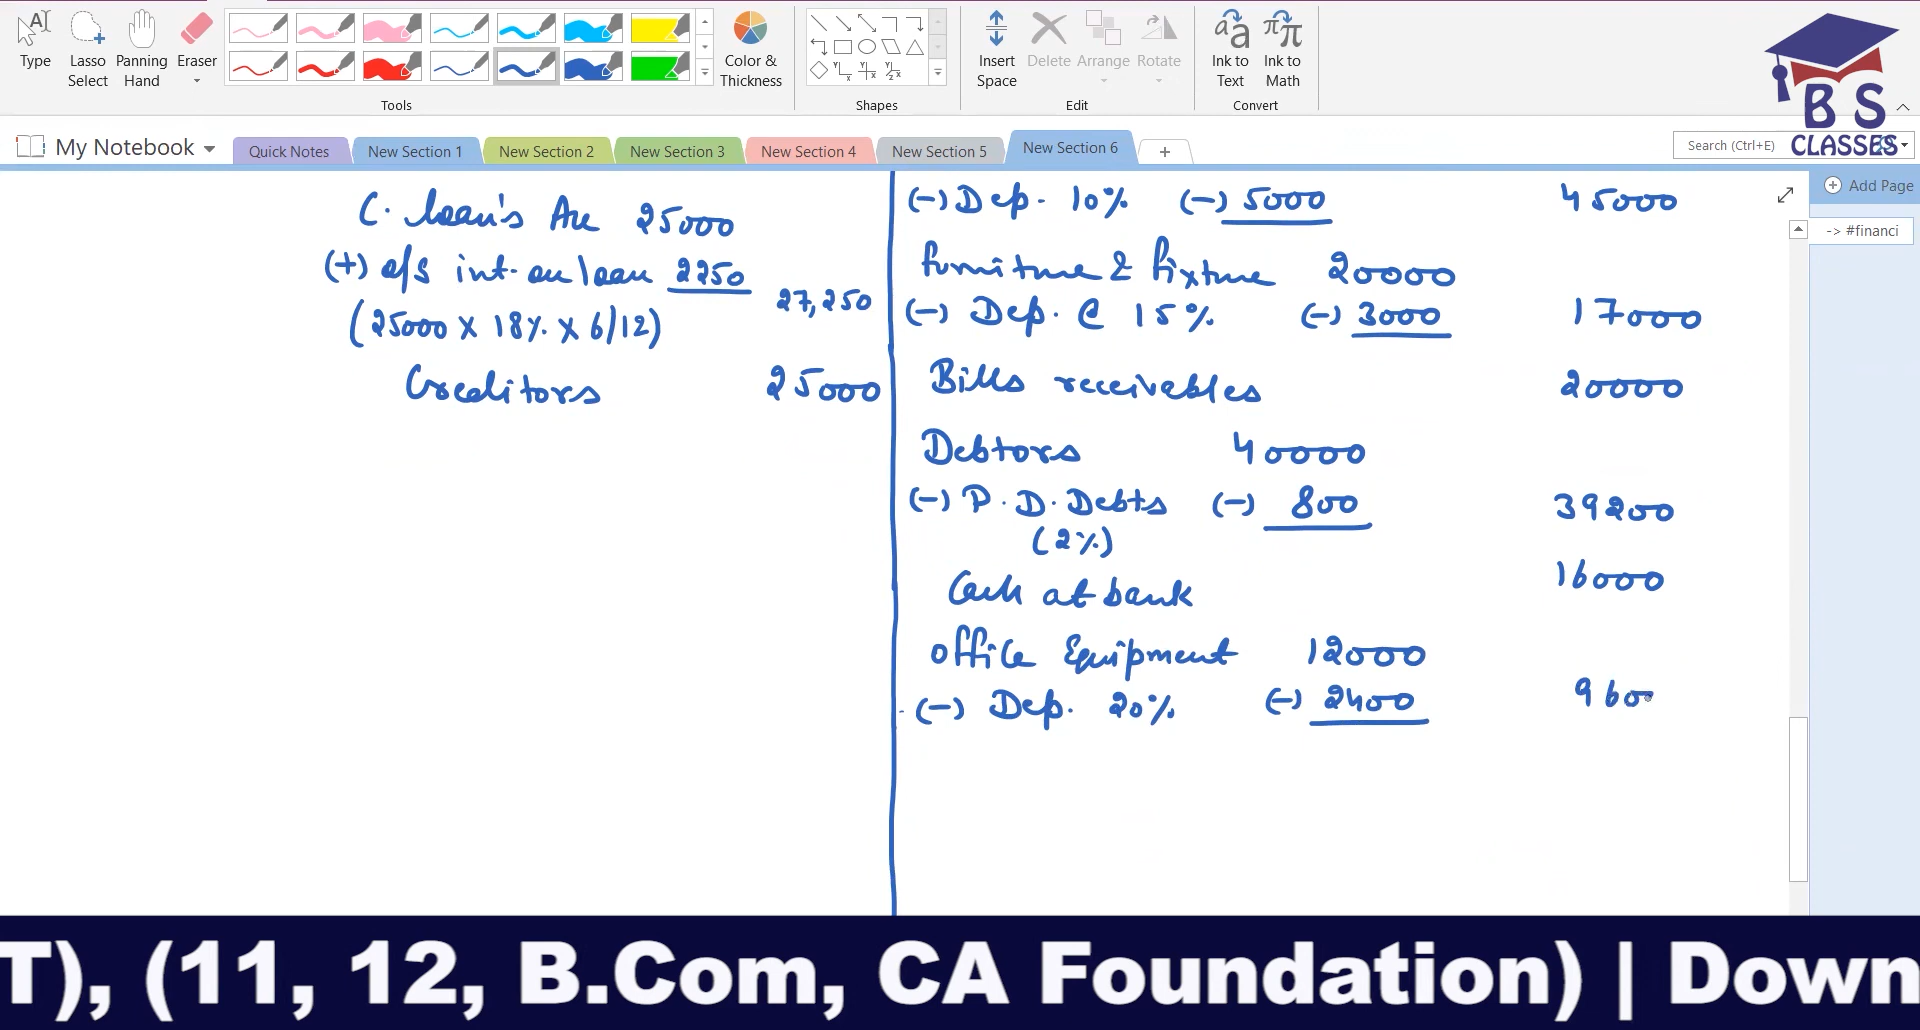 Type
Lasso Select
Panning Hand
Eraser
Color & Thickness
Insert Space
Delete
Arrange
Rotate
Ink to Text
Ink to Math
Tools
Shapes
Edit
Convert
BS
CLASSES
My Notebook
Quick Notes
New Section 1
New Section 2
New Section 3
New Section 4
New Section 5
New Section 6
Search (Ctrl+E)
Add Page
-> #financi
C. loan's A/c 25000
(+) o/s int. on loan 2250
27,250
(25000 X 18% X 6/12)
Creditors 25000
(-) Dep. 10% (-) 5000 45000
furniture & fixture 20000
(-) Dep. @ 15% (-) 3000 17000
Bills receivables 20000
Debtors 40000
(-) P.D.Debts (-) 800 39200
(2%)
Cash at bank 16000
office Equipment 12000
(-) Dep. 20% (-) 2400 9600
T), (11, 12, B.Com, CA Foundation) | Down